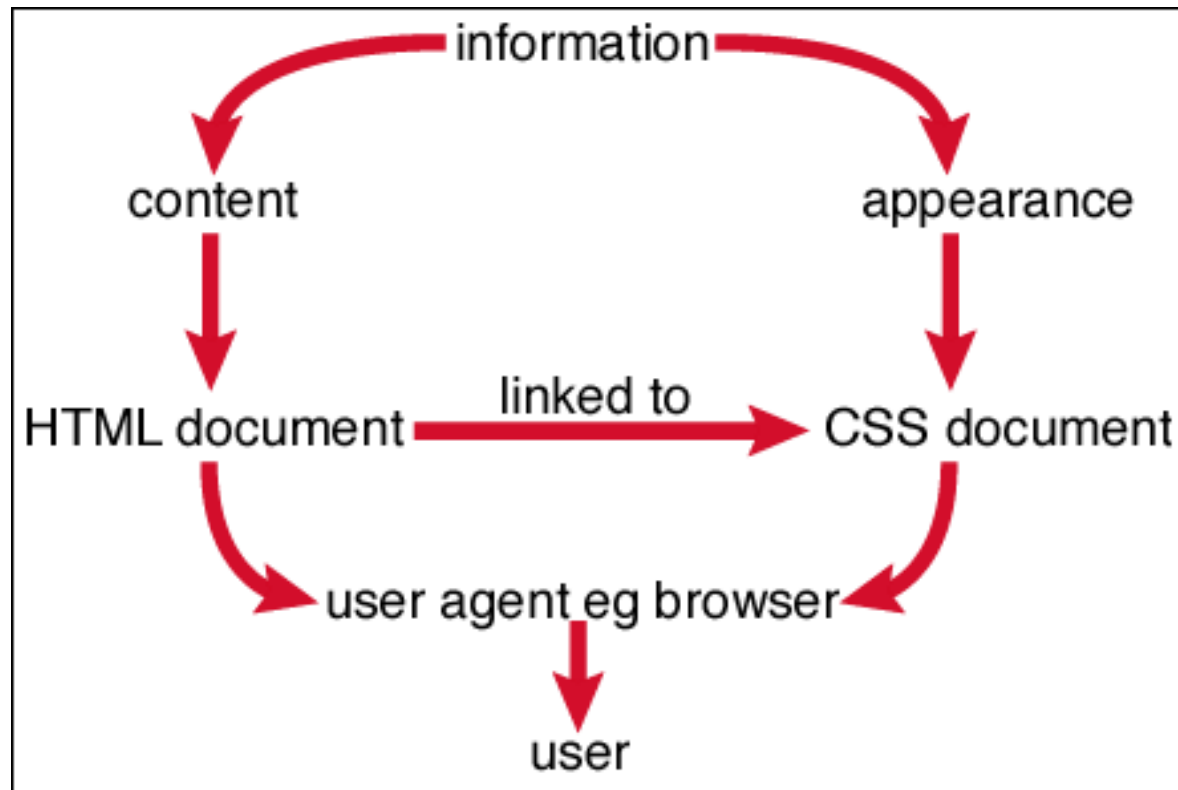 information
content
appearance
linked to
HTML document
CSS document
user agent eg browser
user